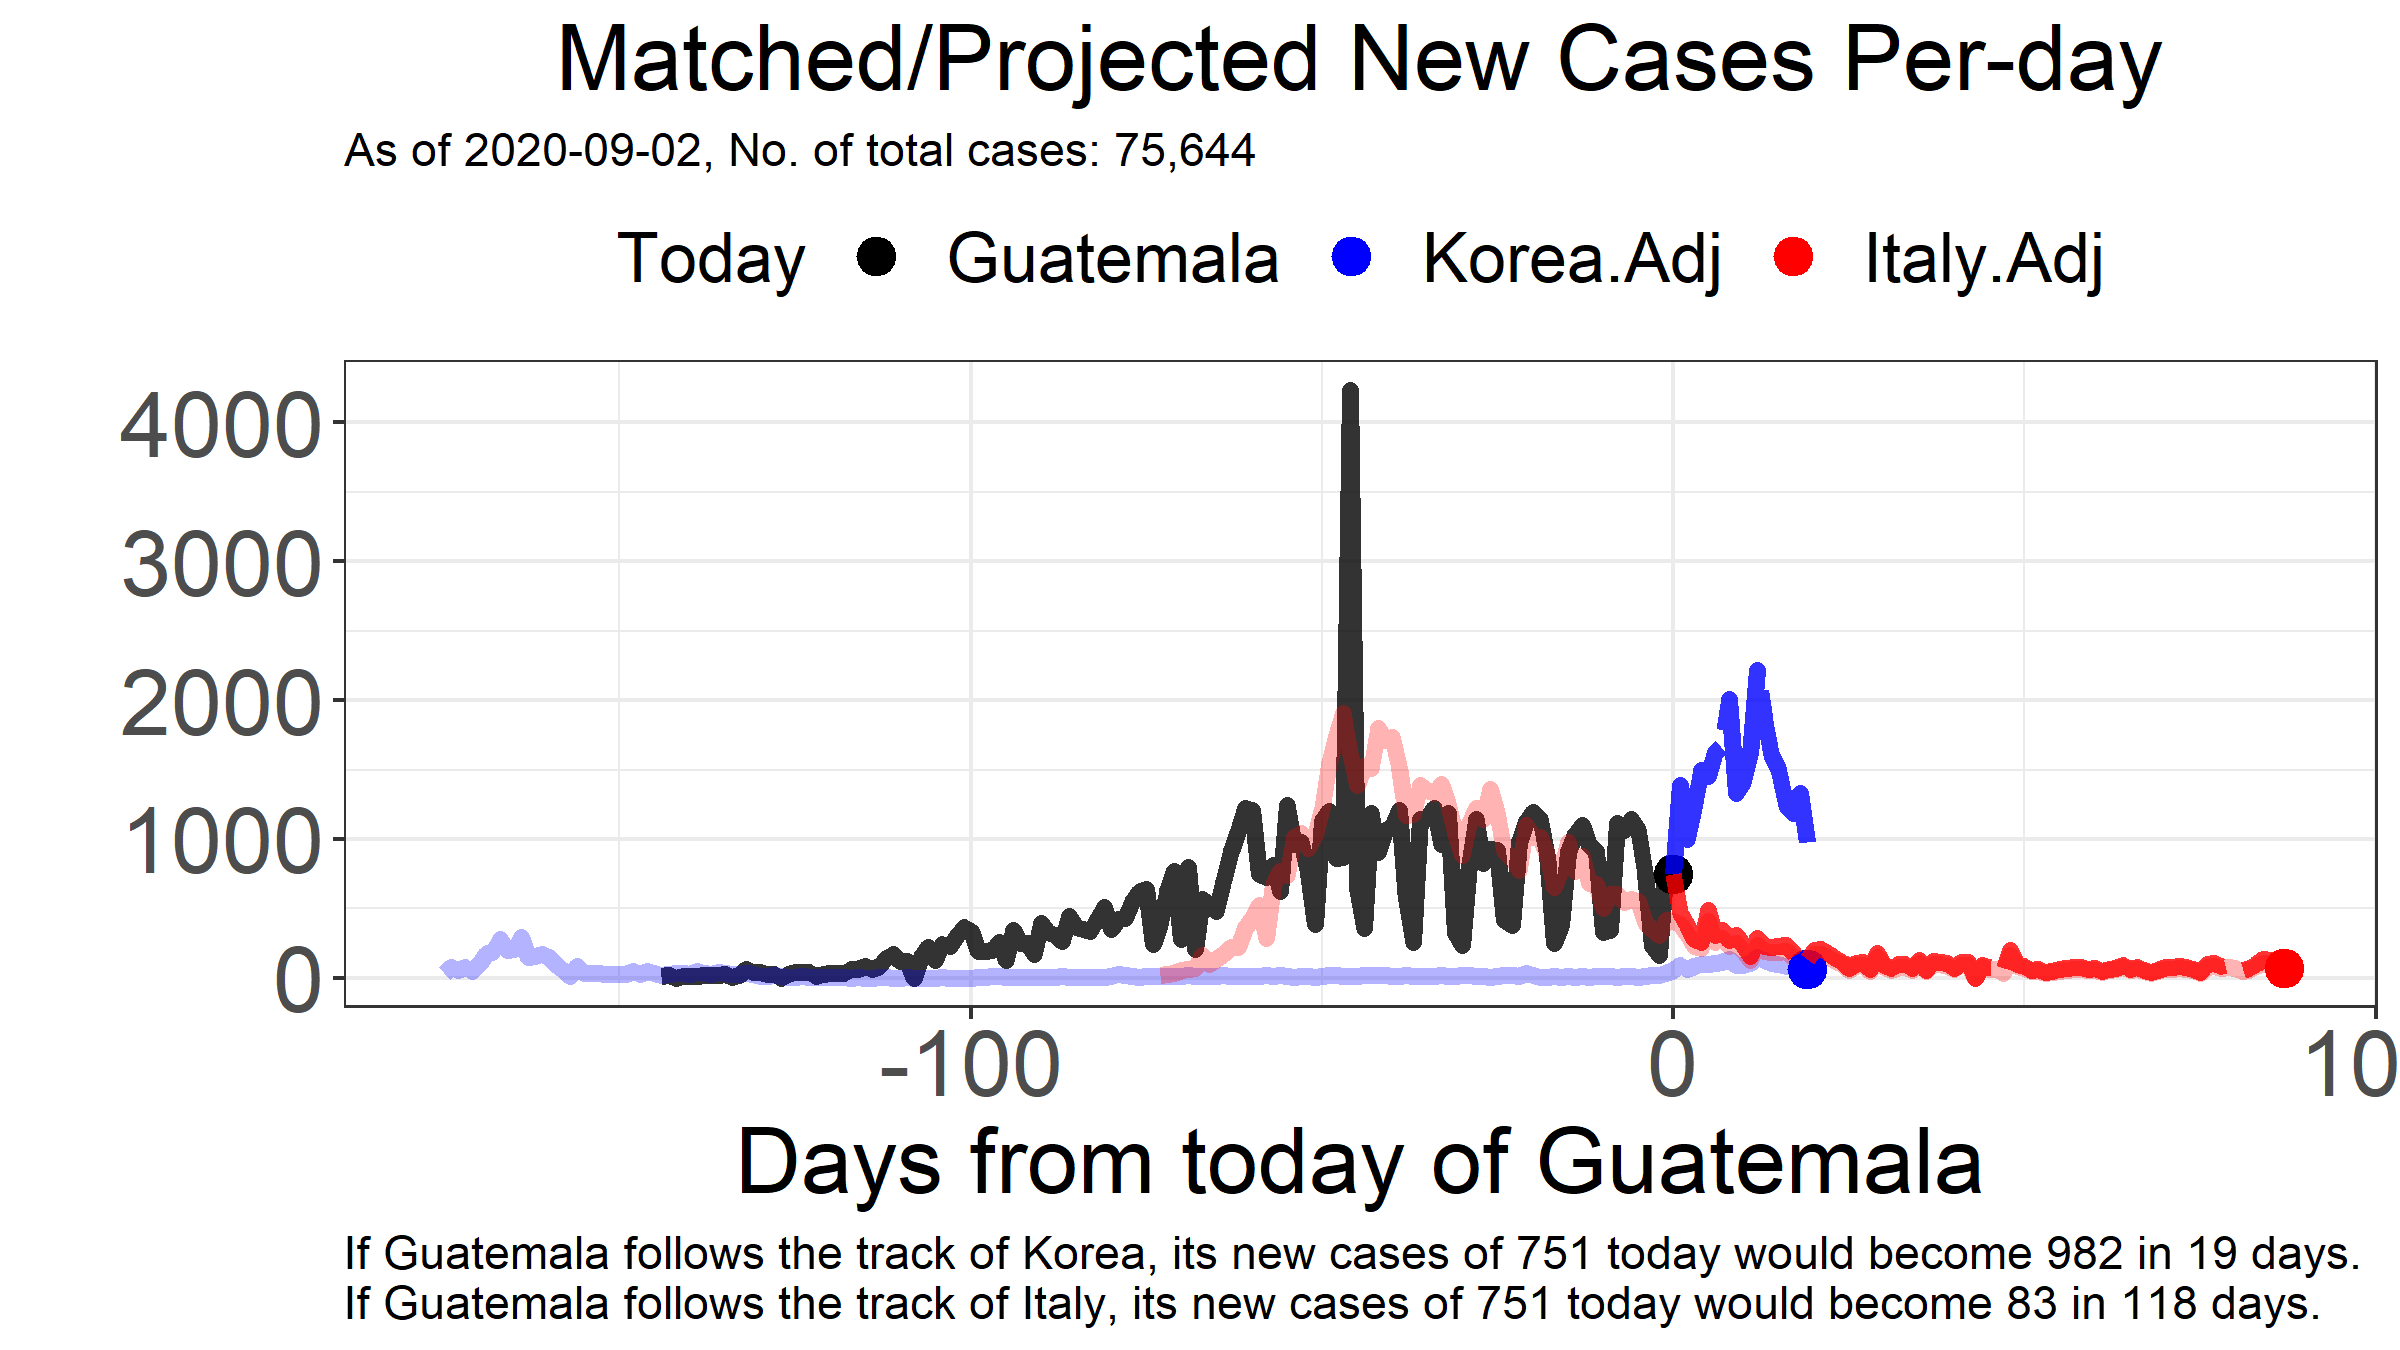 Matched/Projected New Cases Per-day
As of 2020-09-02, No. of total cases: 75,644
Today Guatemala Korea.Adj Italy.Adj
4000
3000
2000
1000
0
-100 0 10
Days from today of Guatemala
If Guatemala follows the track of Korea, its new cases of 751 today would become 982 in 19 days.
If Guatemala follows the track of Italy, its new cases of 751 today would become 83 in 118 days.